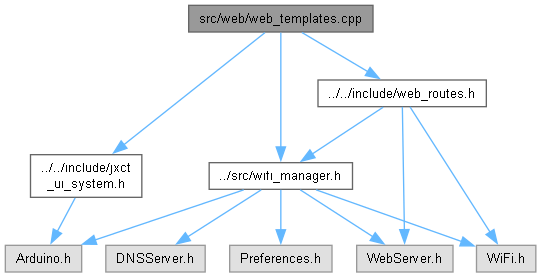 src/web/web_templates.cpp
../../include/web_routes.h
../../include/jxct
_ui_system.h
../src/wifi_manager.h
Arduino.h
DNSServer.h
Preferences.h
WebServer.h
WiFi.h